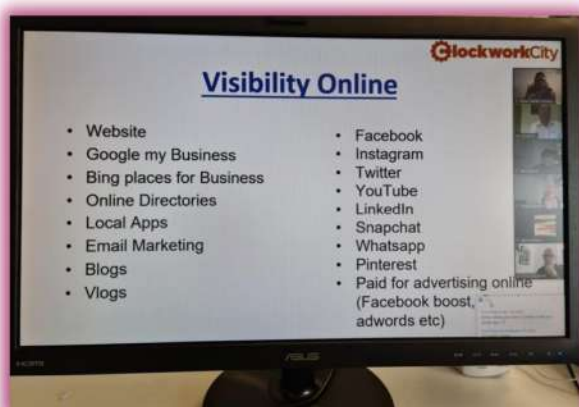 ClockworkCity
Visibility Online
• Website
• Google my Business
• Bing places for Business
• Online Directories
• Local Apps
• Email Marketing
• Blogs
• Vlogs
• Facebook
• Instagram
• Twitter
• YouTube
• LinkedIn
• Snapchat
• Whatsapp
• Pinterest
• Paid for advertising online
(Facebook boost,
adwords etc)
HDMI
ASUS